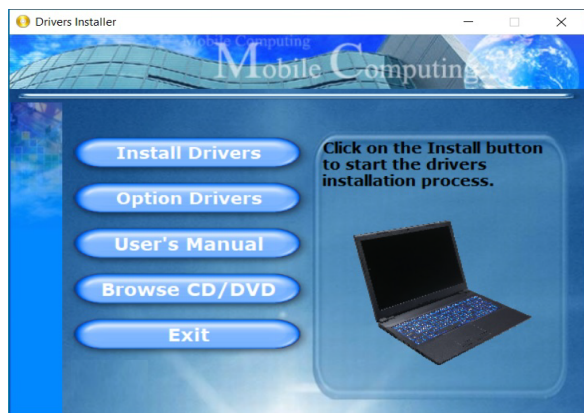 Drivers Installer
Mobile Computing
Mobile Computing
Install Drivers
Option Drivers
User's Manual
Browse CD/DVD
Exit
Click on the Install button
to start the drivers
installation process.